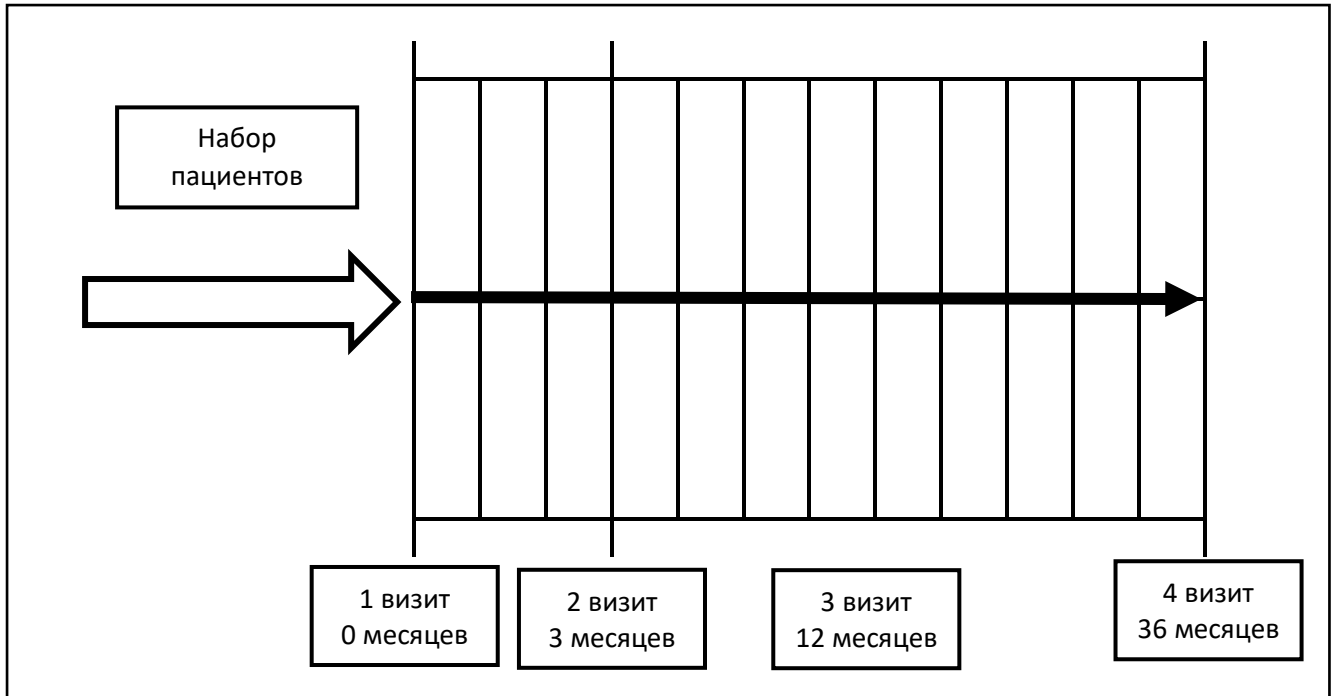 Набор
пациентов
1 визит
0 месяцев
2 визит
3 месяцев
3 визит
12 месяцев
4 визит
36 месяцев